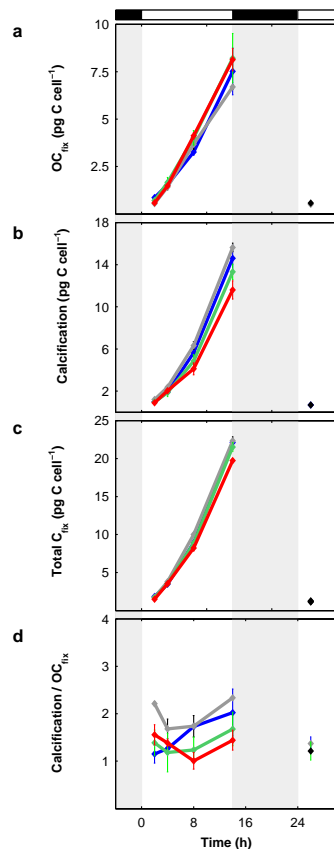 a
10
7.5
5
2.5
OC_fix (pg C cell⁻¹)
b
18
14
10
6
2
Calcification (pg C cell⁻¹)
c
25
20
15
10
5
Total C_fix (pg C cell⁻¹)
d
4
3
2
1
0
Calcification / OC_fix
0 8 16 24
Time (h)